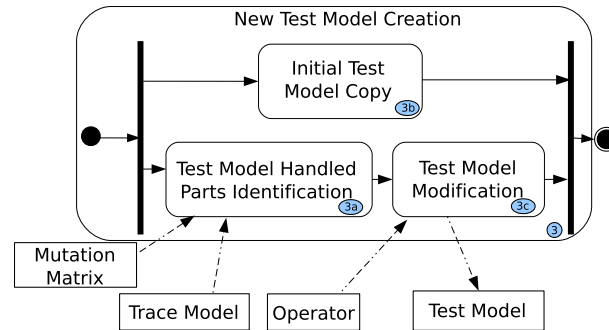 New Test Model Creation
Initial Test
Model Copy
3b
Test Model Handled
Parts Identification
3a
Test Model
Modification
3c
3
Mutation
Matrix
Trace Model
Operator
Test Model